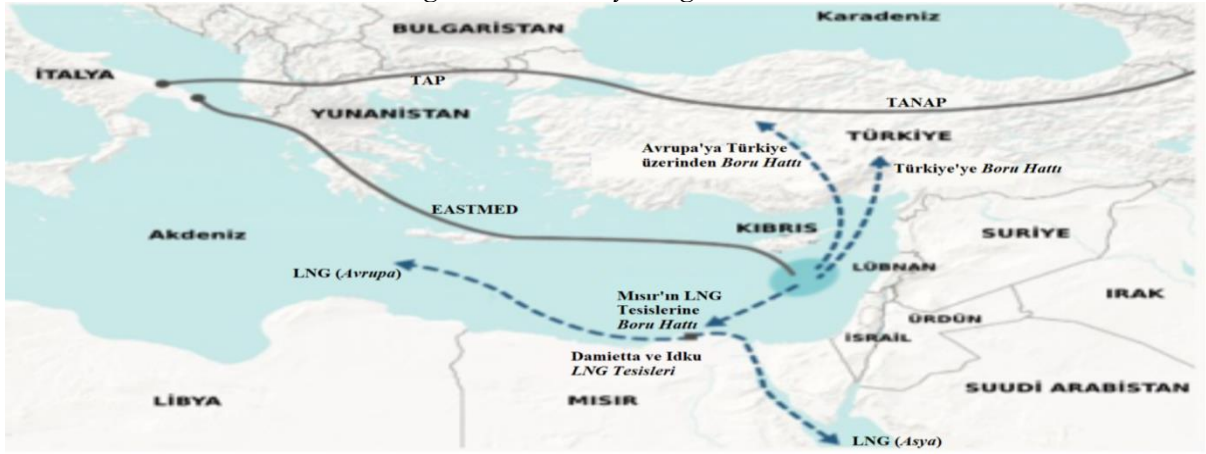 Karadeniz
BULGARİSTAN
İTALYA
TAP
TANAP
YUNANİSTAN
TÜRKİYE
Avrupa'ya Türkiye
üzerinden Boru Hattı
Türkiye'ye Boru Hattı
EASTMED
KIBRIS
SURİYE
Akdeniz
LNG (Avrupa)
LÜBNAN
Mısır'ın LNG
Tesislerine
Boru Hattı
IRAK
ÜRDÜN
İSRAİL
Damietta ve Idku
LNG Tesisleri
SUUDİ ARABİSTAN
LİBYA
MISIR
LNG (Asya)